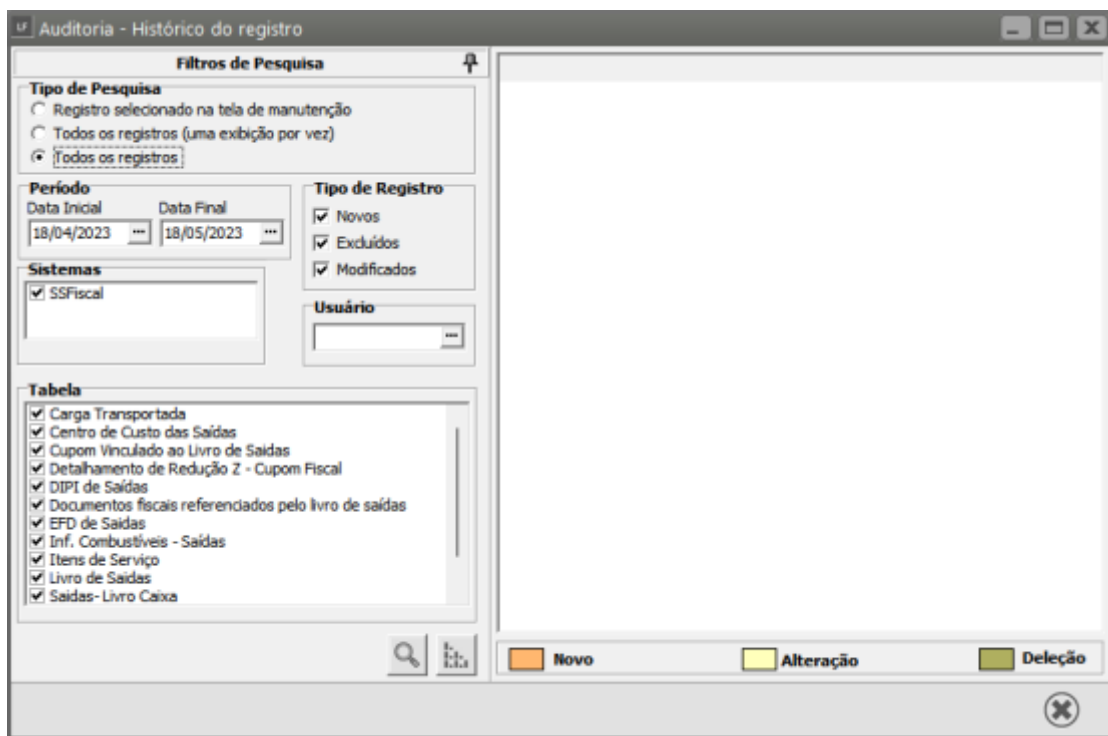 LF Auditoria - Histórico do registro
Filtros de Pesquisa
Tipo de Pesquisa
Registro selecionado na tela de manutenção
Todos os registros (uma exibição por vez)
Todos os registros
Período
Data Inicial Data Final
18/04/2023 ... 18/05/2023 ...
Tipo de Registro
Novos
Excluídos
Modificados
Sistemas
SSFiscal
Usuário
...
Tabela
Carga Transportada
Centro de Custo das Saídas
Cupom Vinculado ao Livro de Saidas
Detalhamento de Redução Z - Cupom Fiscal
DIPI de Saídas
Documentos fiscais referenciados pelo livro de saídas
EFD de Saidas
Inf. Combustíveis - Saídas
Itens de Serviço
Livro de Saidas
Saidas- Livro Caixa
Novo Alteração Deleção